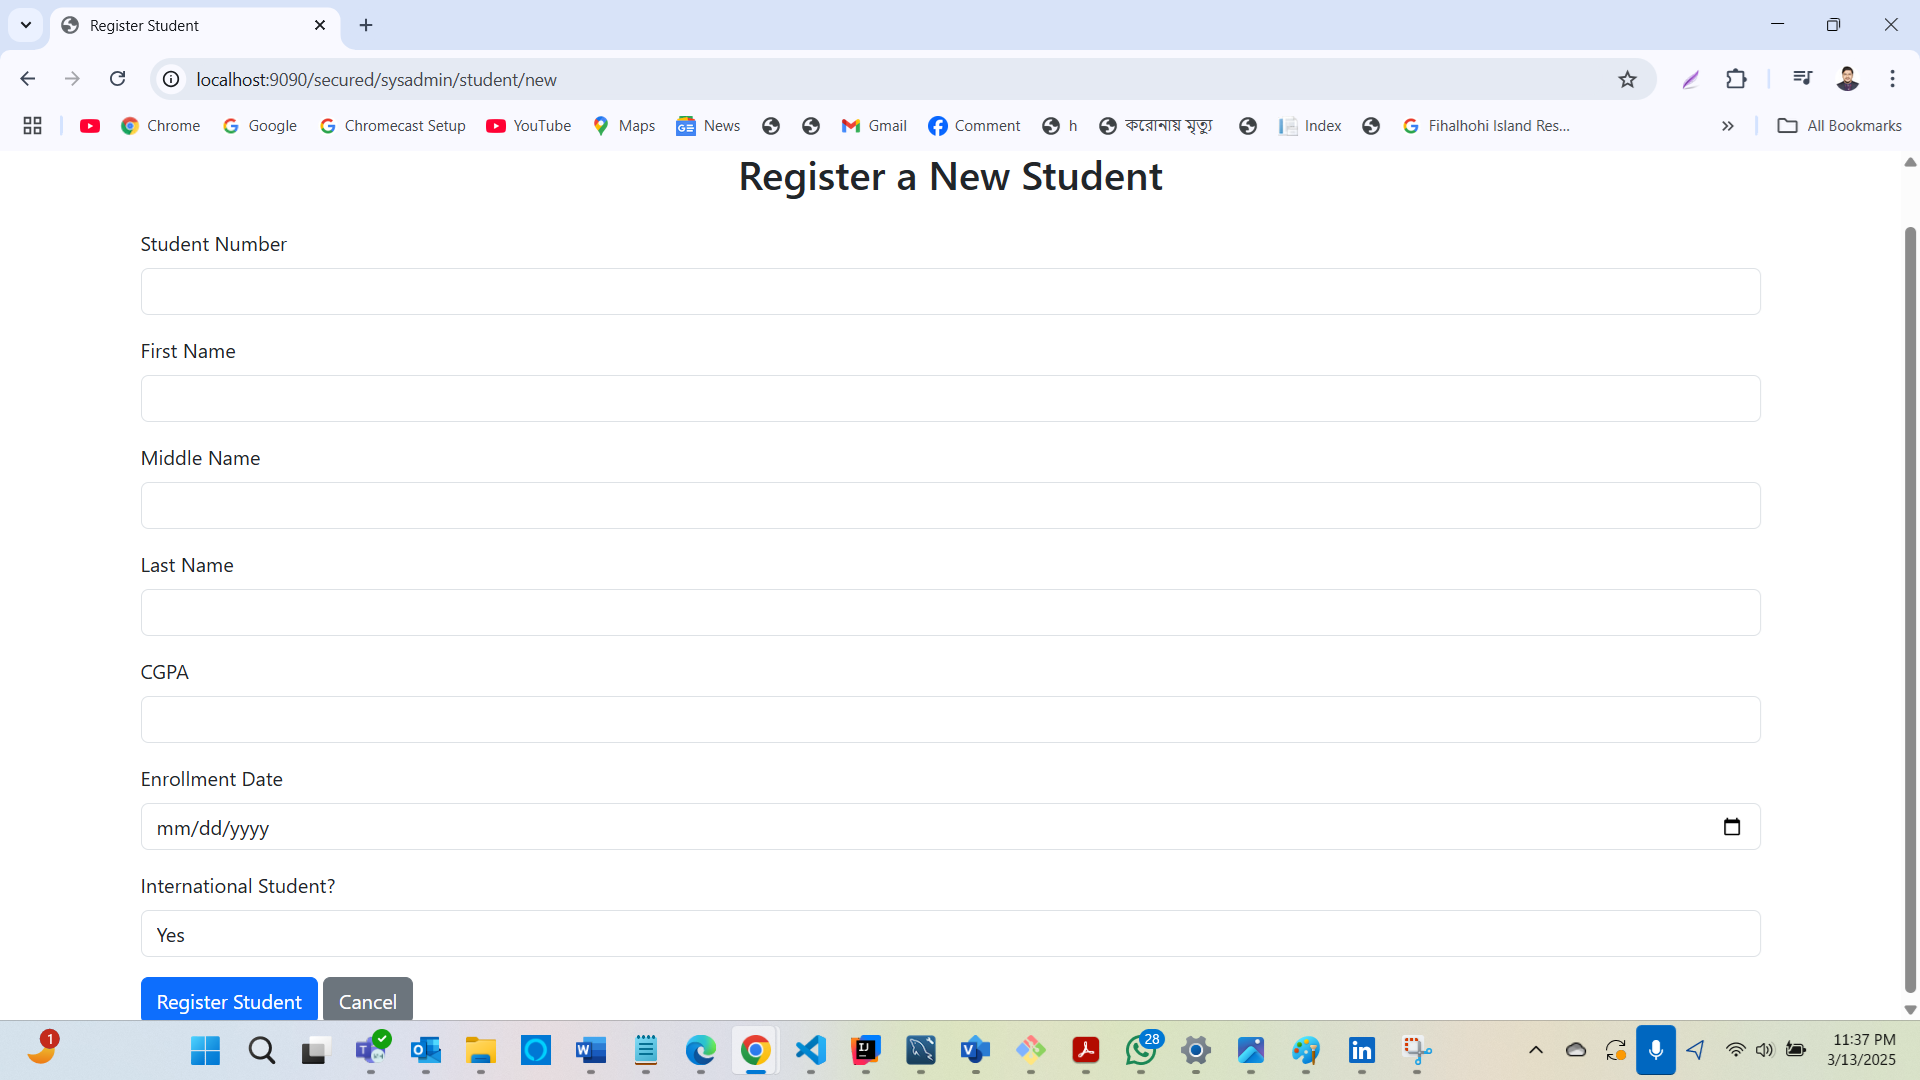 Register Student
localhost:9090/secured/sysadmin/student/new
Chrome Google Chromecast Setup YouTube Maps News Gmail Comment h করোনায় মৃত্যু Index Fihalhohi Island Res... All Bookmarks
Register a New Student
Student Number
First Name
Middle Name
Last Name
CGPA
Enrollment Date
mm/dd/yyyy
International Student?
Yes
Register Student Cancel
1
28
11:37 PM
3/13/2025